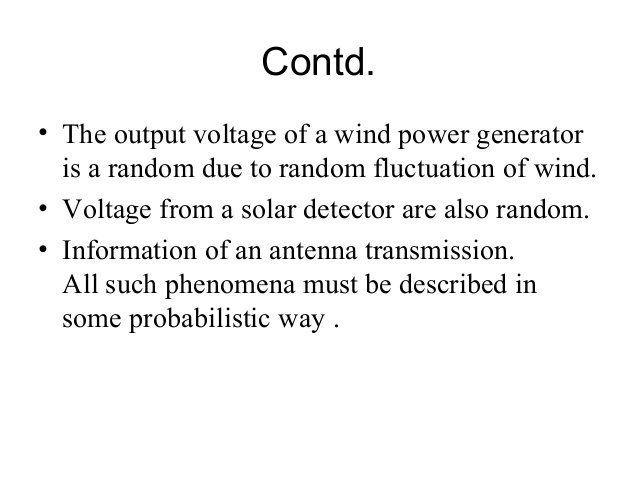 Contd.
• The output voltage of a wind power generator
is a random due to random fluctuation of wind.
• Voltage from a solar detector are also random.
• Information of an antenna transmission.
All such phenomena must be described in
some probabilistic way .